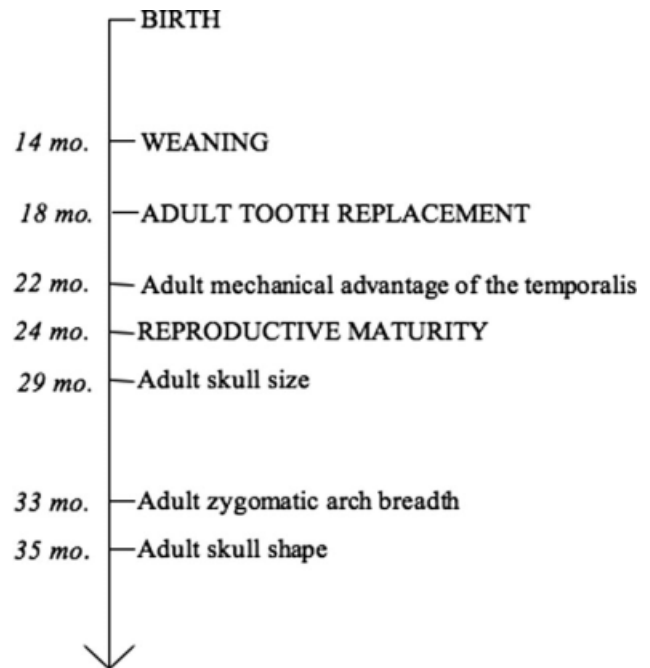 BIRTH
14 mo. WEANING
18 mo. ADULT TOOTH REPLACEMENT
22 mo. Adult mechanical advantage of the temporalis
24 mo. REPRODUCTIVE MATURITY
29 mo. Adult skull size
33 mo. Adult zygomatic arch breadth
35 mo. Adult skull shape